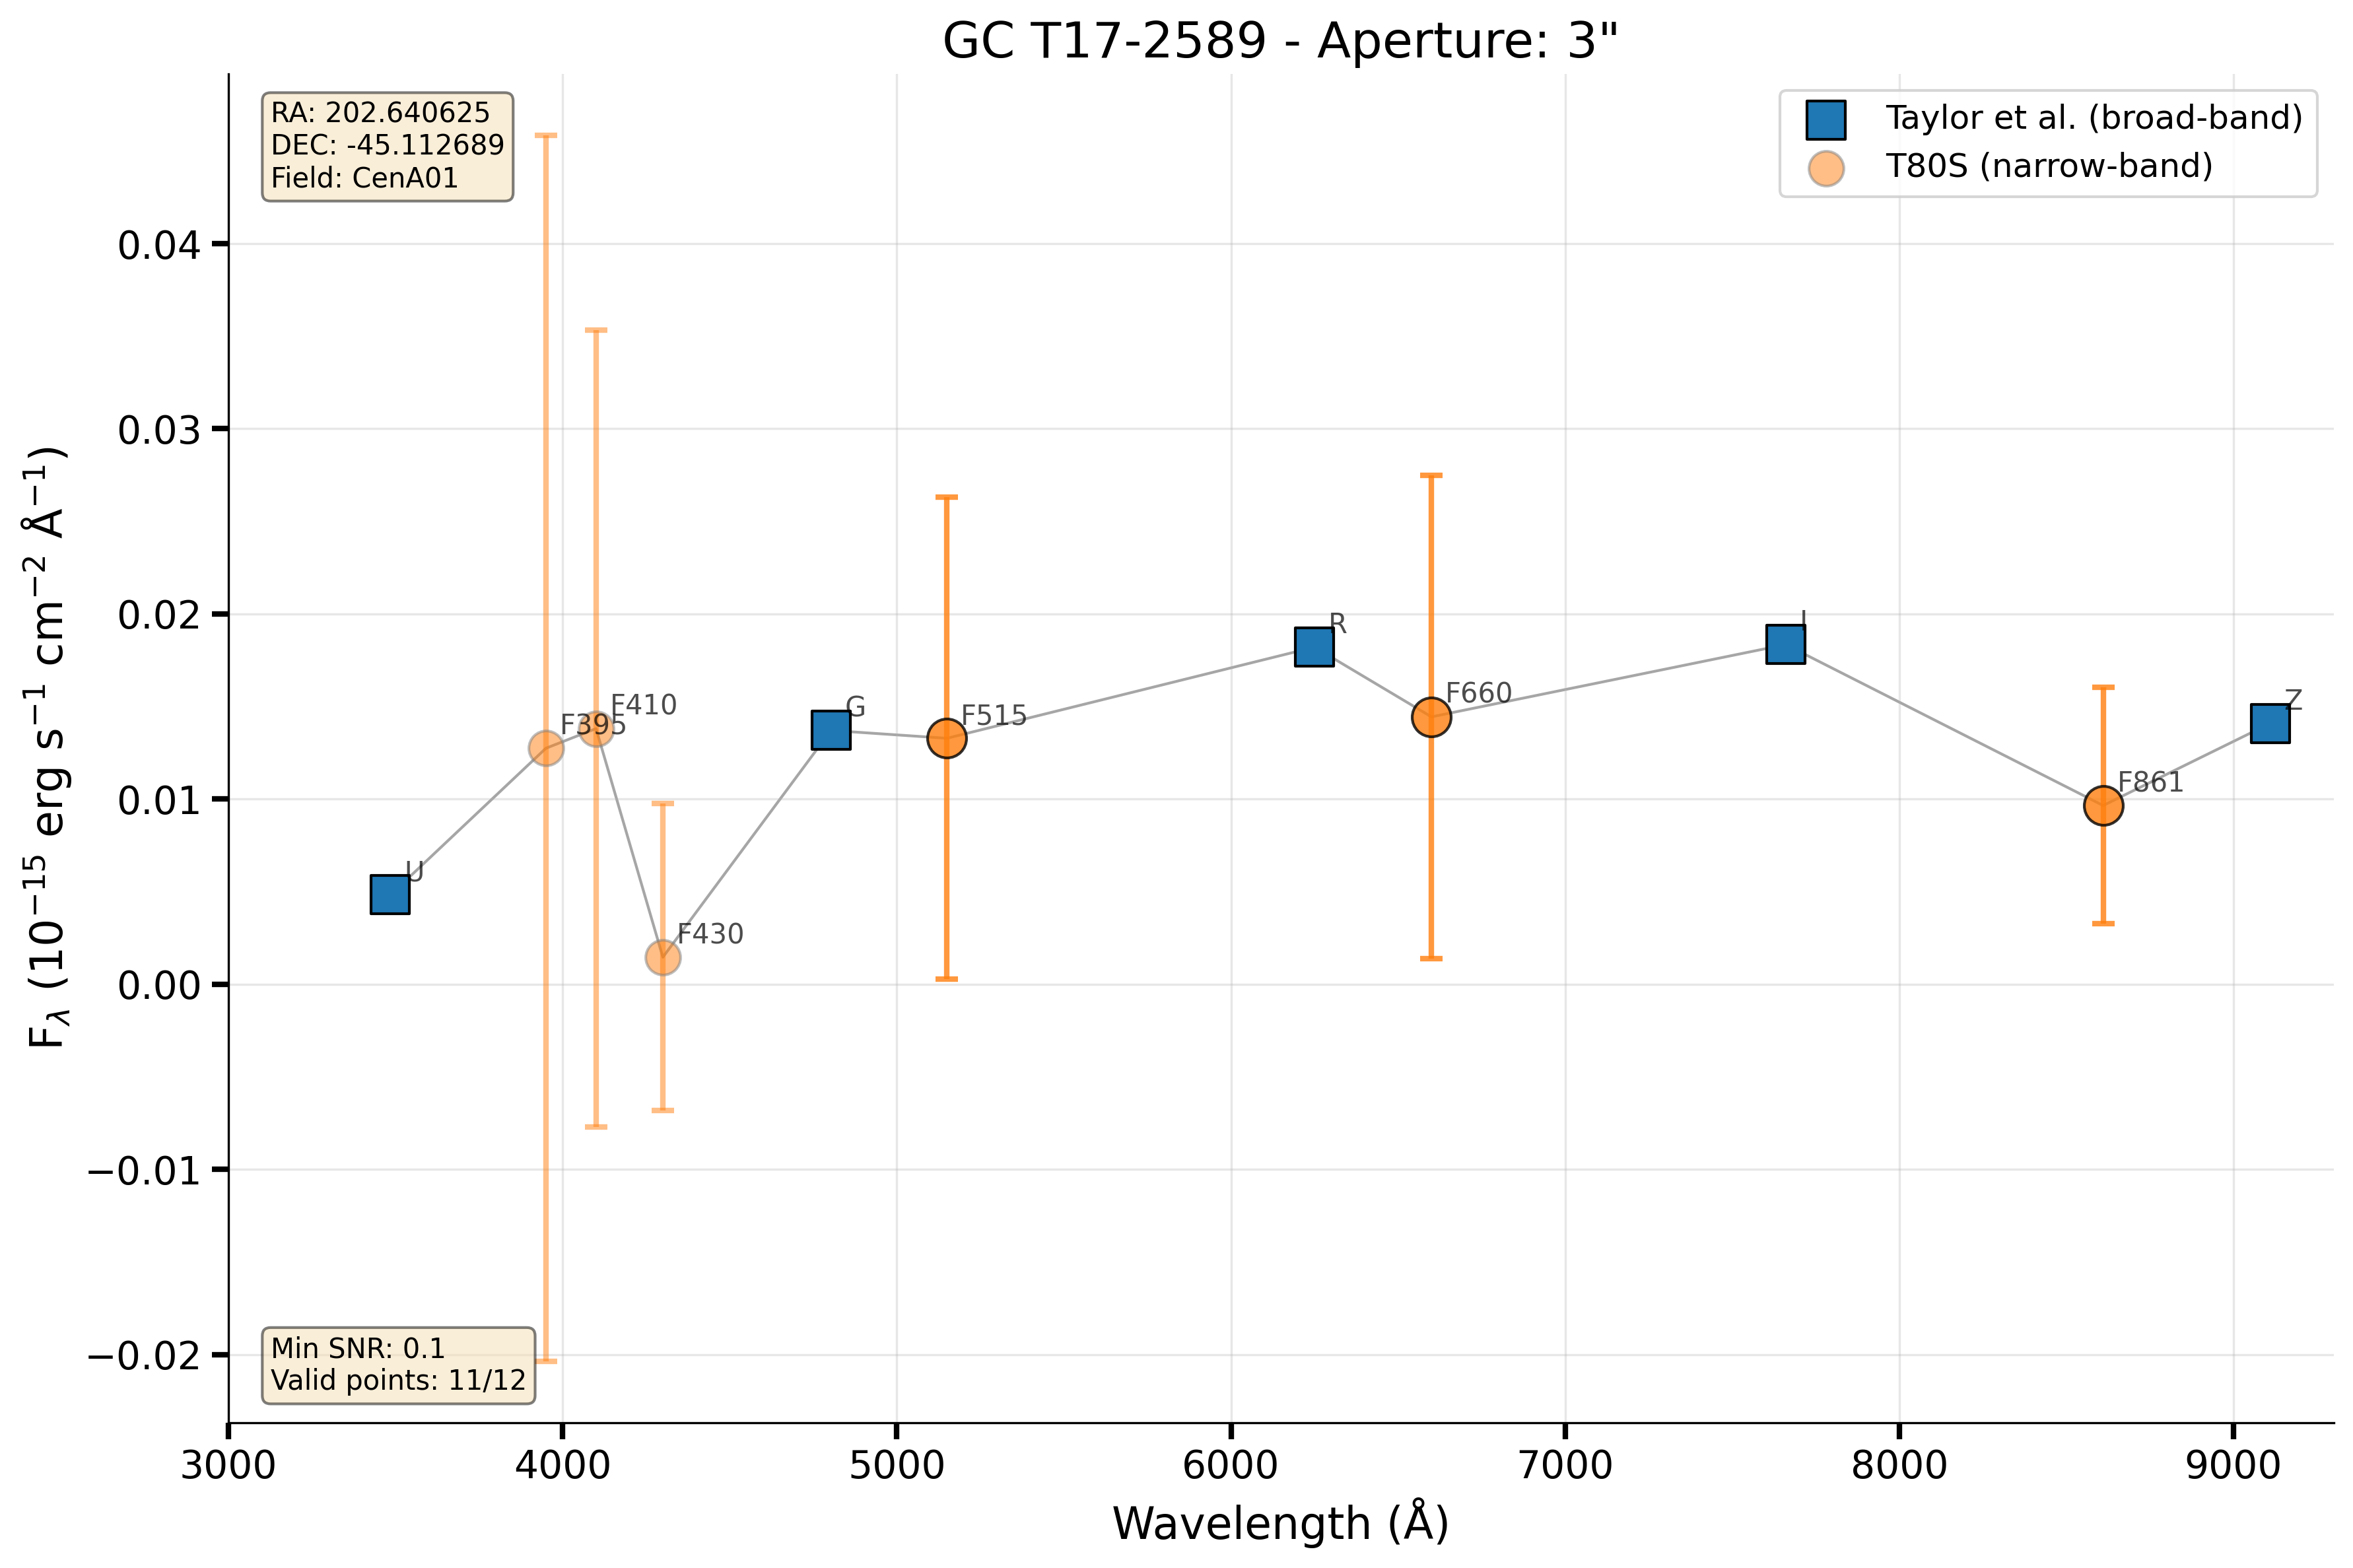 GC T17-2589 - Aperture: 3"
RA: 202.640625
DEC: -45.112689
Field: CenA01
Taylor et al. (broad-band)
T80S (narrow-band)
F_λ (10⁻¹⁵ erg s⁻¹ cm⁻² Å⁻¹)
0.04
0.03
0.02
0.01
0.00
−0.01
−0.02
U
F395
F410
F430
G
F515
R
F660
I
F861
Z
Min SNR: 0.1
Valid points: 11/12
3000 4000 5000 6000 7000 8000 9000
Wavelength (Å)